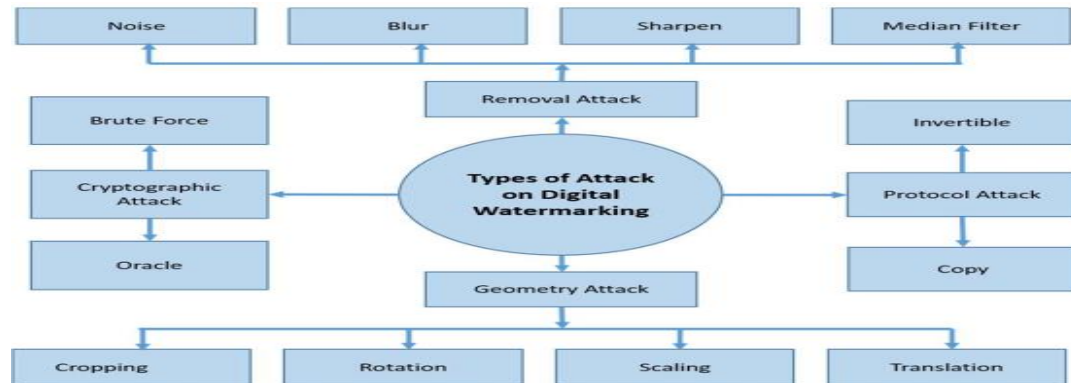 Noise
Blur
Sharpen
Median Filter
Removal Attack
Brute Force
Invertible
Types of Attack
on Digital
Watermarking
Cryptographic
Attack
Protocol Attack
Oracle
Copy
Geometry Attack
Cropping
Rotation
Scaling
Translation